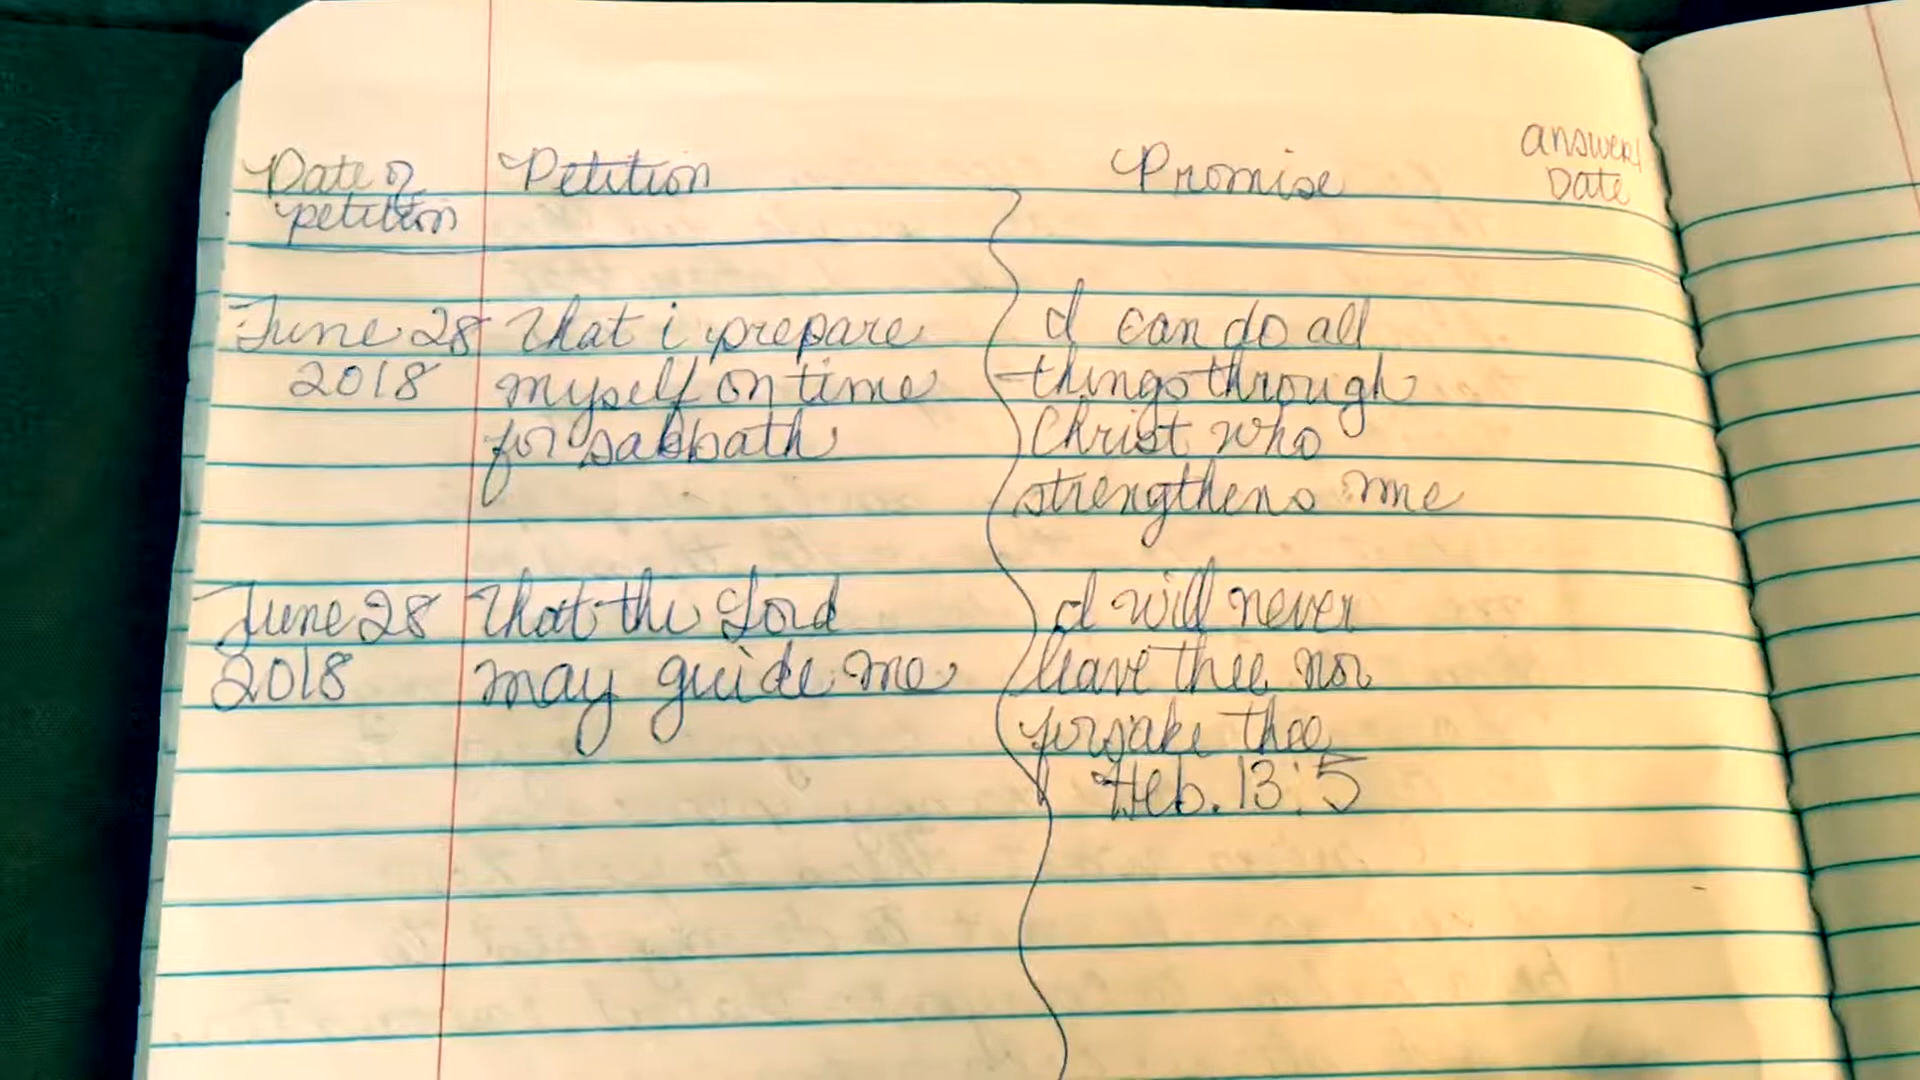 Date of Petition Promise answer/
petition Date
June 28 That i prepare I can do all
2018 myself on time things through
for sabbath Christ who
strengthens me
June 28 That the Lord I will never
2018 may guide me leave thee nor
forsake thee
Heb. 13:5